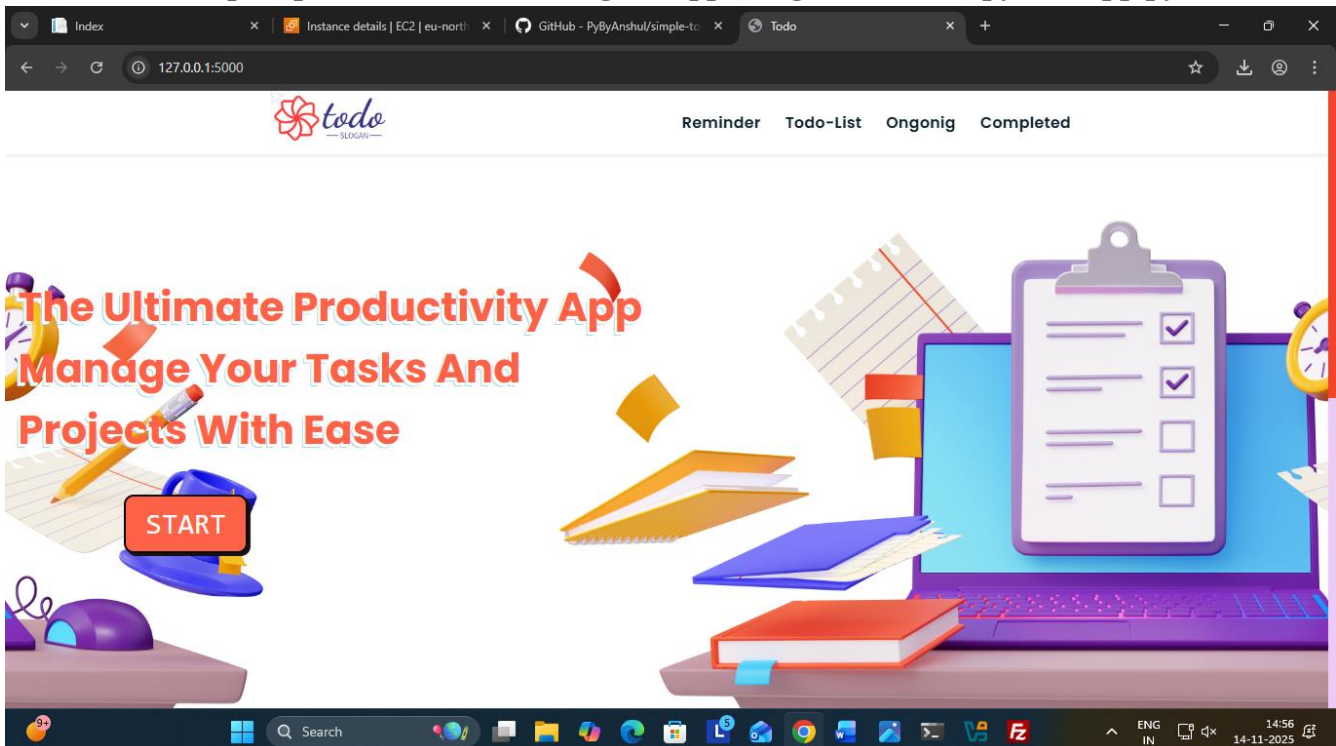 Index
Instance details | EC2 | eu-north
GitHub - PyByAnshul/simple-to
Todo
127.0.0.1:5000
todo
SLOGAN
Reminder Todo-List Ongonig Completed
The Ultimate Productivity App
Manage Your Tasks And
Projects With Ease
START
9+
Search
5
ENG
IN
14:56
14-11-2025